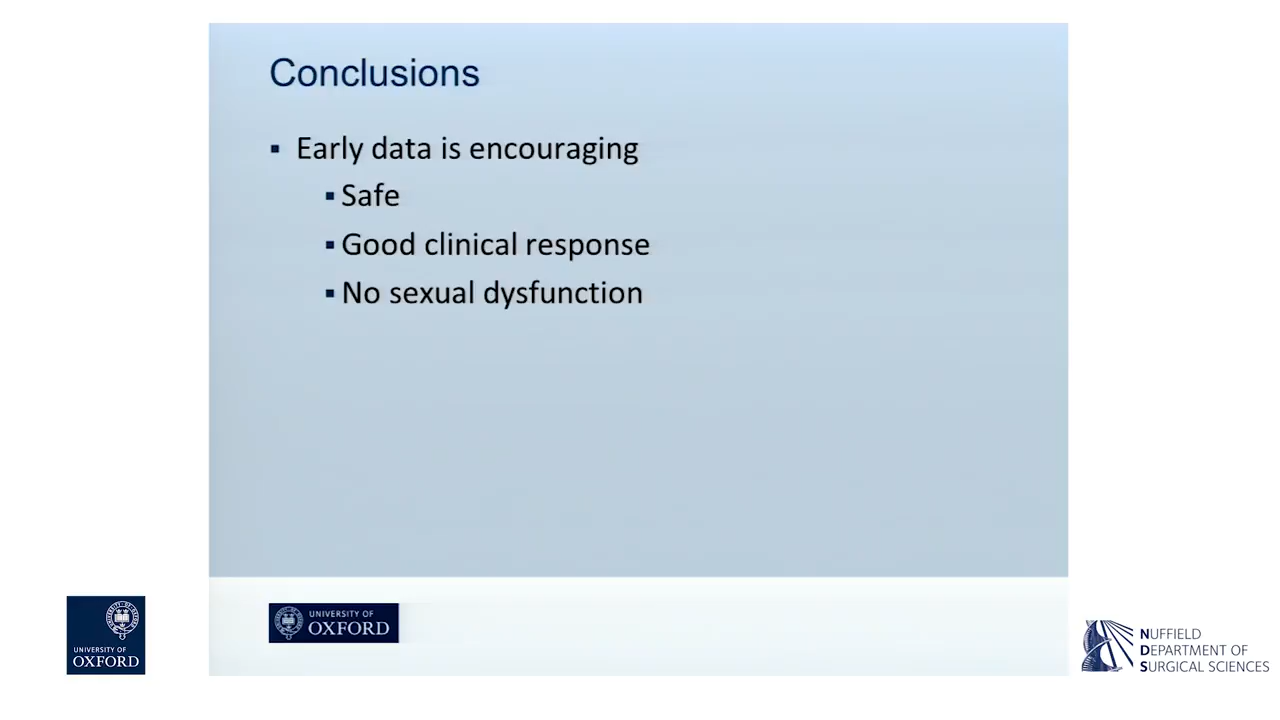 Conclusions
▪ Early data is encouraging
▪ Safe
▪ Good clinical response
▪ No sexual dysfunction
UNIVERSITY OF
OXFORD
UNIVERSITY OF
OXFORD
NUFFIELD
DEPARTMENT OF
SURGICAL SCIENCES